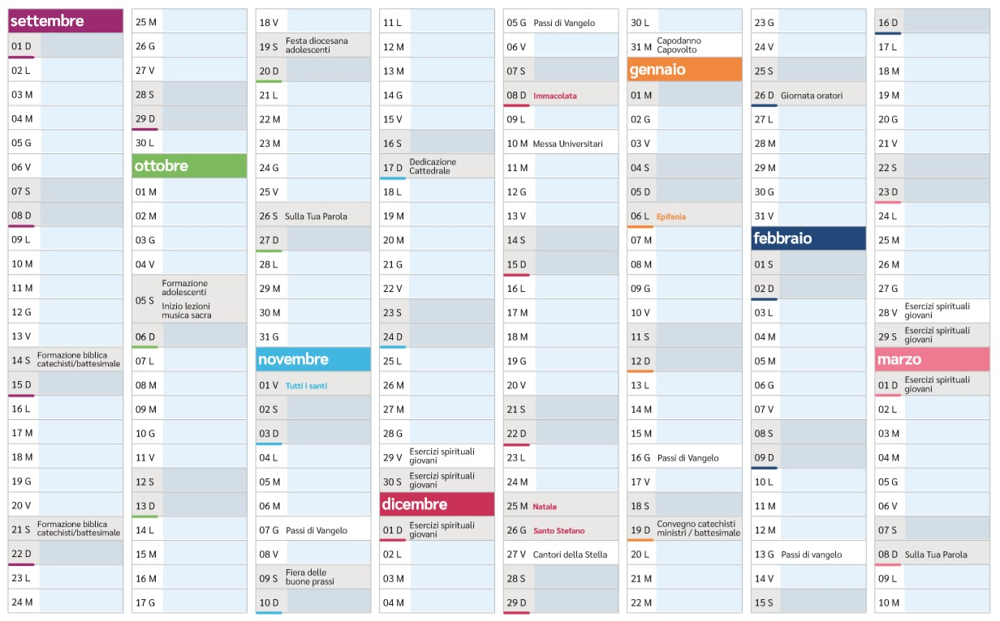 settembre
01 D
02 L
03 M
04 M
05 G
06 V
07 S
08 D
09 L
10 M
11 M
12 G
13 V
14 S Formazione biblica
catechisti/battesimale
15 D
16 L
17 M
18 M
19 G
20 V
21 S Formazione biblica
catechisti/battesimale
22 D
23 L
24 M
25 M
26 G
27 V
28 S
29 D
30 L
ottobre
01 M
02 M
03 G
04 V
05 S Formazione
adolescenti
Inizio lezioni
musica sacra
06 D
07 L
08 M
09 M
10 G
11 V
12 S
13 D
14 L
15 M
16 M
17 G
18 V
19 S Festa diocesana
adolescenti
20 D
21 L
22 M
23 M
24 G
25 V
26 S Sulla Tua Parola
27 D
28 L
29 M
30 M
31 G
novembre
01 V Tutti i santi
02 S
03 D
04 L
05 M
06 M
07 G Passi di Vangelo
08 V
09 S Fiera delle
buone prassi
10 D
11 L
12 M
13 M
14 G
15 V
16 S
17 D Dedicazione
Cattedrale
18 L
19 M
20 M
21 G
22 V
23 S
24 D
25 L
26 M
27 M
28 G
29 V Esercizi spirituali
giovani
30 S Esercizi spirituali
giovani
dicembre
01 D Esercizi spirituali
giovani
02 L
03 M
04 M
05 G Passi di Vangelo
06 V
07 S
08 D Immacolata
09 L
10 M Messa Universitari
11 M
12 G
13 V
14 S
15 D
16 L
17 M
18 M
19 G
20 V
21 S
22 D
23 L
24 M
25 M Natale
26 G Santo Stefano
27 V Cantori della Stella
28 S
29 D
30 L
31 M Capodanno
Capovolto
gennaio
01 M
02 G
03 V
04 S
05 D
06 L Epifania
07 M
08 M
09 G
10 V
11 S
12 D
13 L
14 M
15 M
16 G Passi di Vangelo
17 V
18 S
19 D Convegno catechisti
ministri / battesimale
20 L
21 M
22 M
23 G
24 V
25 S
26 D Giornata oratori
27 L
28 M
29 M
30 G
31 V
febbraio
01 S
02 D
03 L
04 M
05 M
06 G
07 V
08 S
09 D
10 L
11 M
12 M
13 G Passi di vangelo
14 V
15 S
16 D
17 L
18 M
19 M
20 G
21 V
22 S
23 D
24 L
25 M
26 M
27 G
28 V Esercizi spirituali
giovani
29 S Esercizi spirituali
giovani
marzo
01 D Esercizi spirituali
giovani
02 L
03 M
04 M
05 G
06 V
07 S
08 D Sulla Tua Parola
09 L
10 M